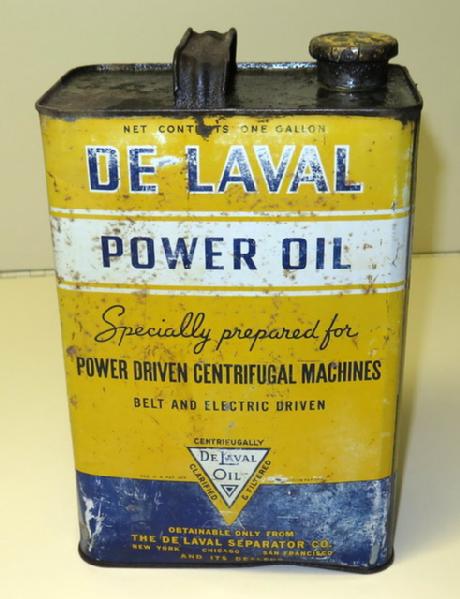 NET CONTENTS ONE GALLON
DE LAVAL
POWER OIL
Specially prepared for
POWER DRIVEN CENTRIFUGAL MACHINES
BELT AND ELECTRIC DRIVEN
CENTRIFUGALLY
DE LAVAL
OIL
CLARIFIED
& FILTERED
OBTAINABLE ONLY FROM
THE DE LAVAL SEPARATOR CO.
NEW YORK CHICAGO SAN FRANCISCO
AND ITS DEALERS